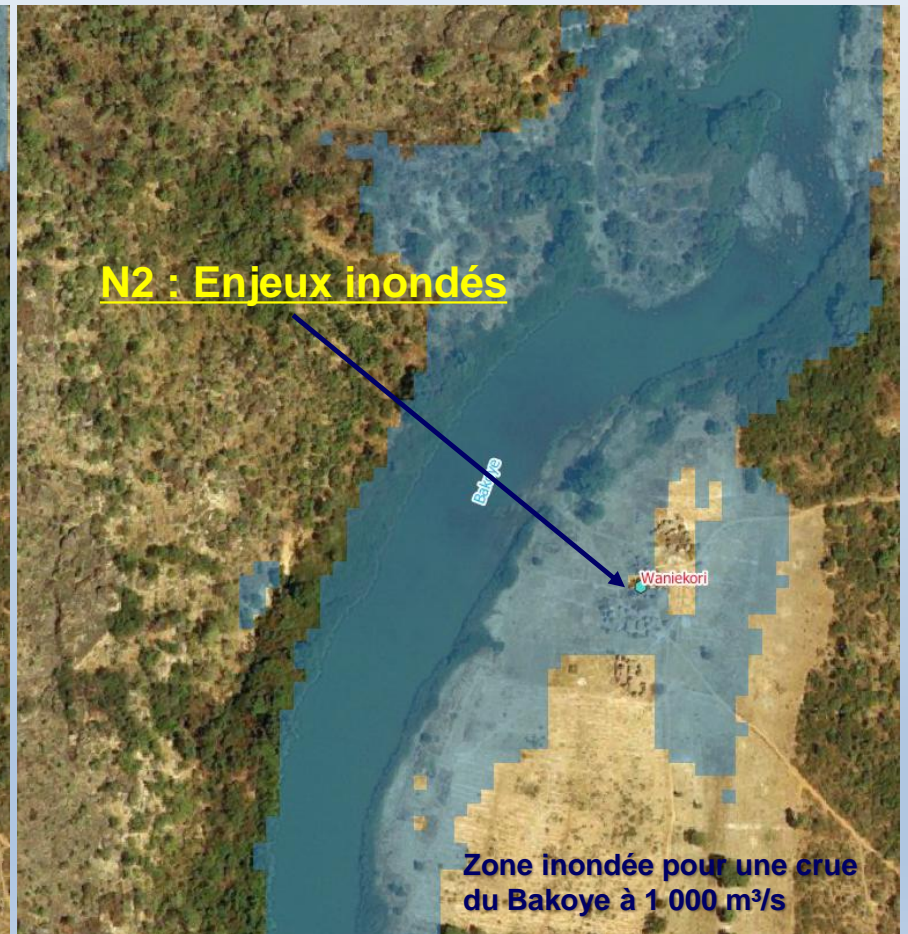 N2 : Enjeux inondés
Bakoye
Waniekori
Zone inondée pour une crue
du Bakoye à 1 000 m³/s